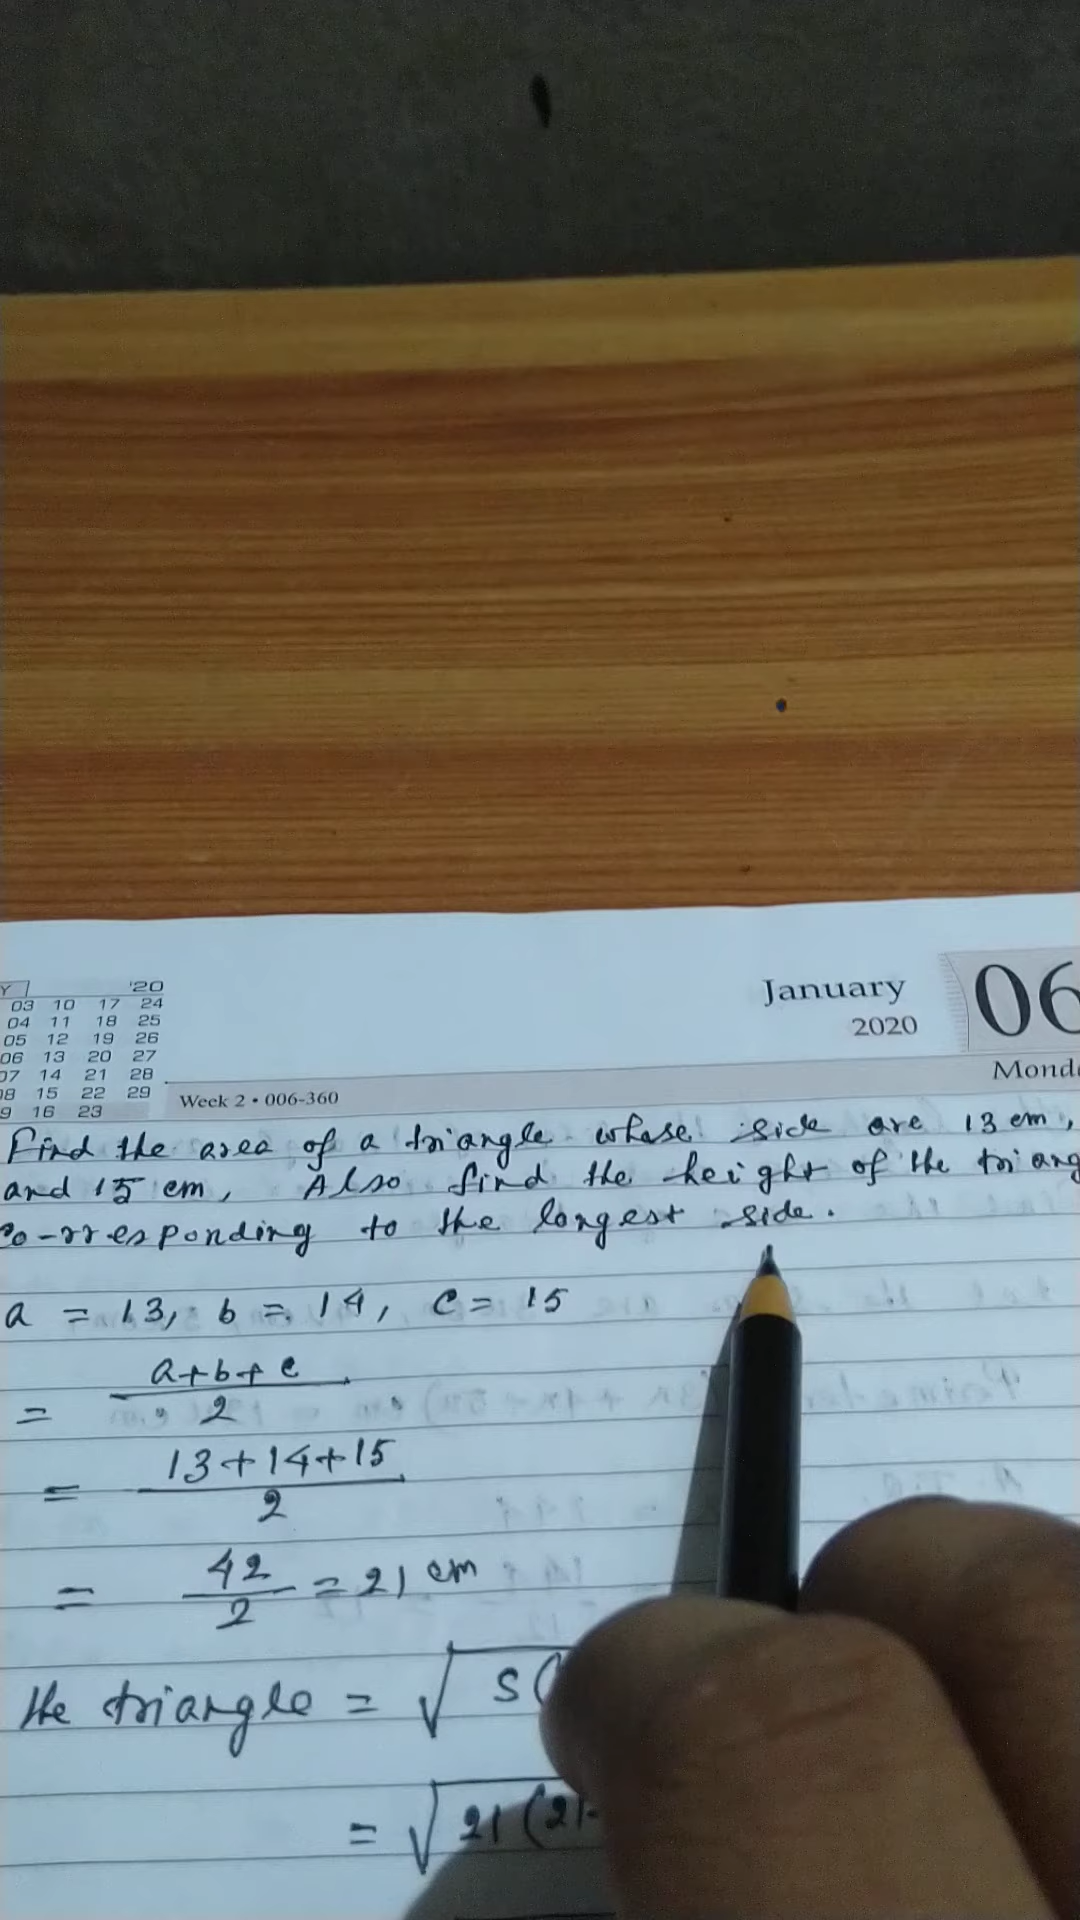 Y '20
03 10 17 24
04 11 18 25
05 12 19 26
06 13 20 27
07 14 21 28
08 15 22 29
9 16 23
January
2020
06
Mond
Week 2 • 006-360
Find the area of a triangle whose side are 13 cm,
and 15 cm, Also find the height of the triang
co-rresponding to the longest side.
a = 13, b = 14, c = 15
= a+b+c / 2
= 13+14+15 / 2
= 42 / 2 = 21 cm
the triangle = √ s(
= √ 21 (21-